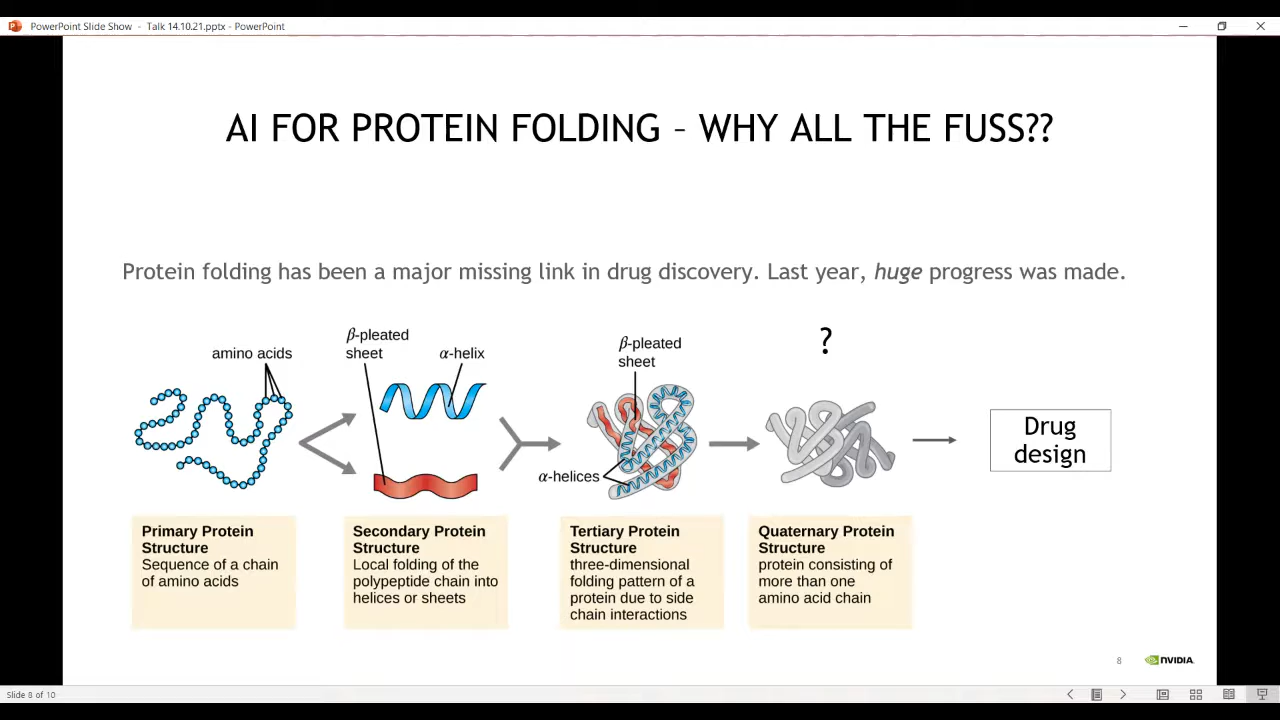 PowerPoint Slide Show - Talk 14.10.21.pptx - PowerPoint
AI FOR PROTEIN FOLDING – WHY ALL THE FUSS??
Protein folding has been a major missing link in drug discovery. Last year, huge progress was made.
amino acids
β-pleated
sheet
α-helix
β-pleated
sheet
α-helices
?
Drug
design
Primary Protein
Structure
Sequence of a chain
of amino acids
Secondary Protein
Structure
Local folding of the
polypeptide chain into
helices or sheets
Tertiary Protein
Structure
three-dimensional
folding pattern of a
protein due to side
chain interactions
Quaternary Protein
Structure
protein consisting of
more than one
amino acid chain
8
NVIDIA.
Slide 8 of 10